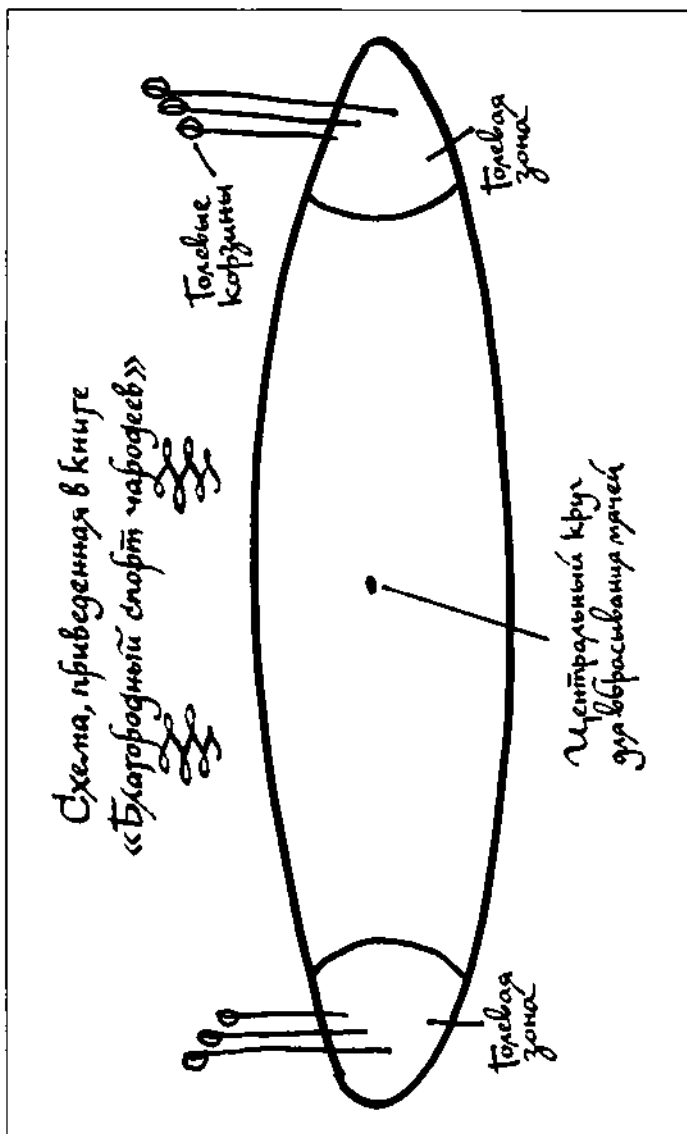 Схема, приведенная в книге
«Благородный спорт чародеев»
Голевые
корзины
Голевая
зона
Голевая
зона
Центральный круг
для вбрасывания мячей